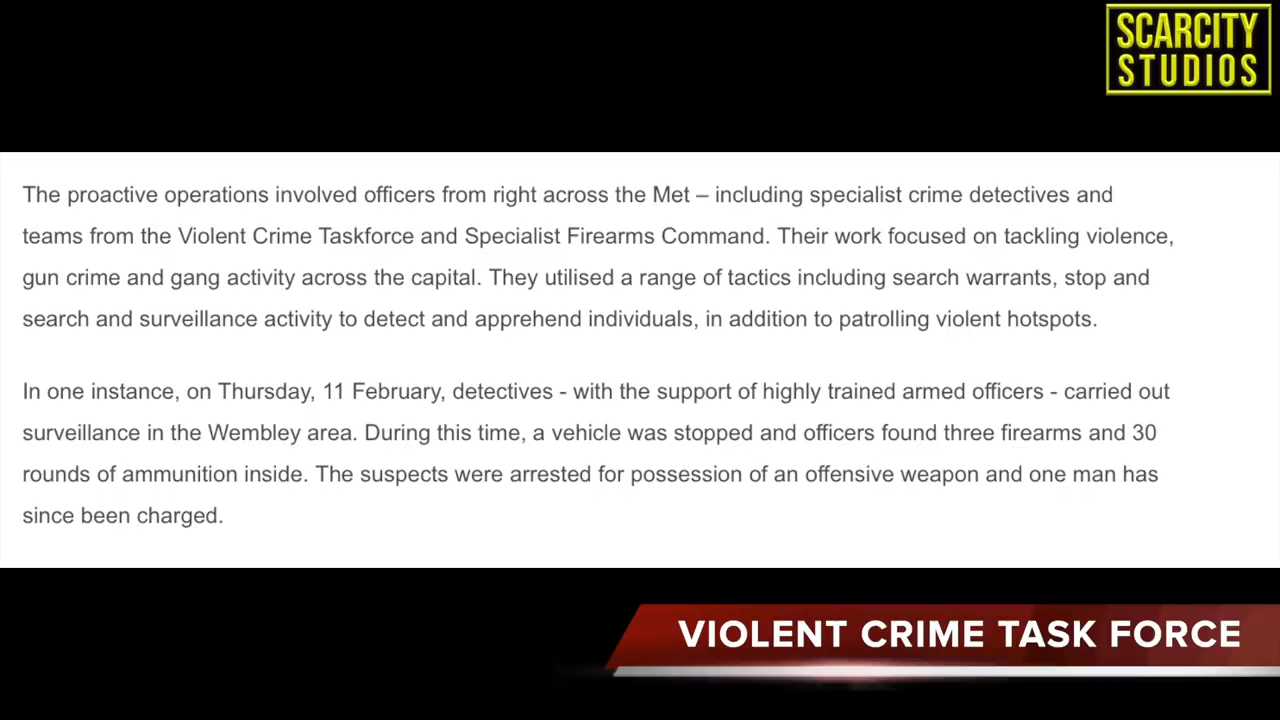 SCARCITY
STUDIOS
The proactive operations involved officers from right across the Met – including specialist crime detectives and
teams from the Violent Crime Taskforce and Specialist Firearms Command. Their work focused on tackling violence,
gun crime and gang activity across the capital. They utilised a range of tactics including search warrants, stop and
search and surveillance activity to detect and apprehend individuals, in addition to patrolling violent hotspots.
In one instance, on Thursday, 11 February, detectives - with the support of highly trained armed officers - carried out
surveillance in the Wembley area. During this time, a vehicle was stopped and officers found three firearms and 30
rounds of ammunition inside. The suspects were arrested for possession of an offensive weapon and one man has
since been charged.
VIOLENT CRIME TASK FORCE